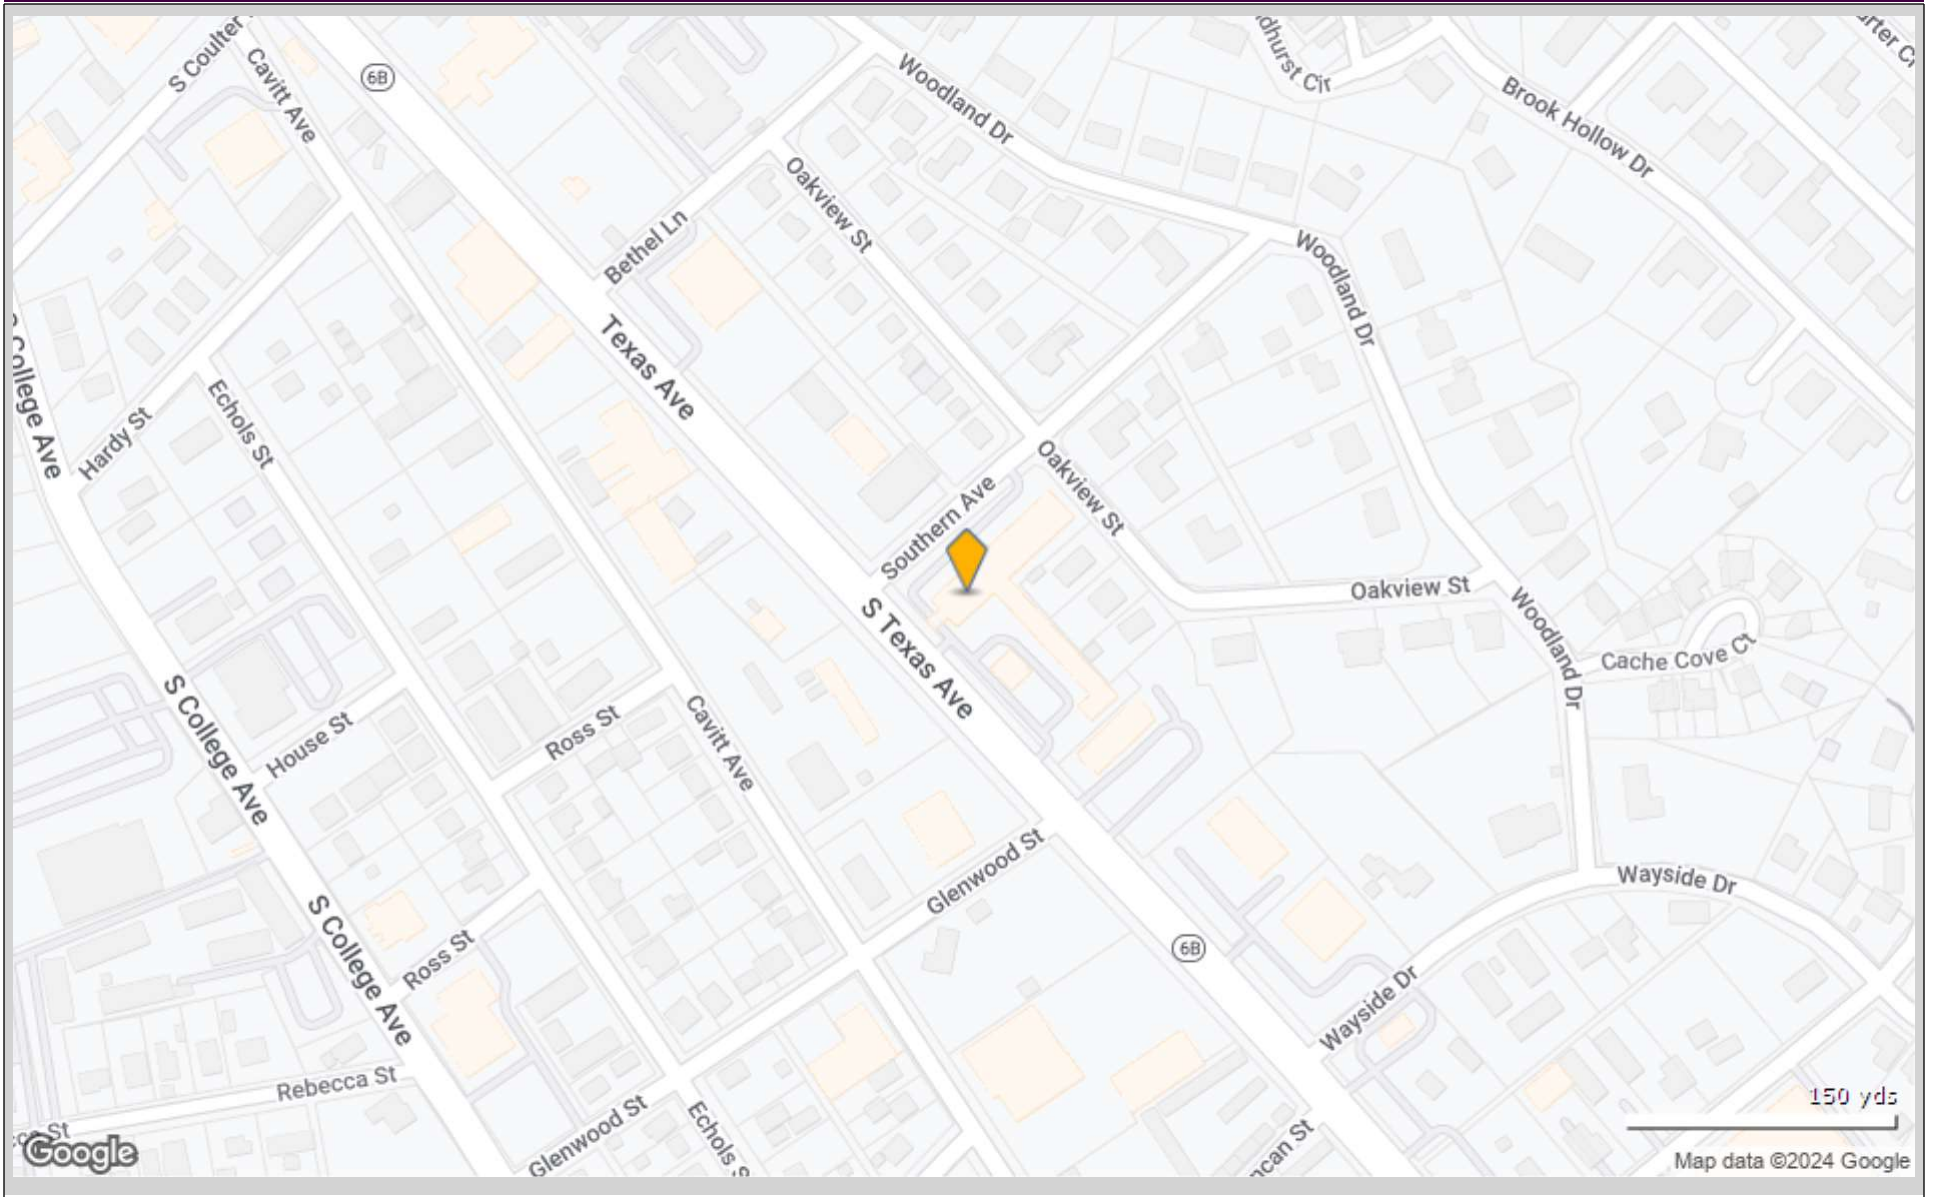 S Coulter
Cavitt Ave
6B
Woodland Dr
Cir
Brook Hollow Dr
Oakview St
Bethel Ln
Woodland Dr
Texas Ave
S College Ave
Hardy St
Echols St
Oakview St
Southern Ave
S Texas Ave
Oakview St
Woodland Dr
Cache Cove Ct
S College Ave
House St
Ross St
Cavitt Ave
Glenwood St
Wayside Dr
S College Ave
Ross St
6B
Wayside Dr
Rebecca St
Glenwood St
Echols S
St
150 yds
Google
Map data ©2024 Google